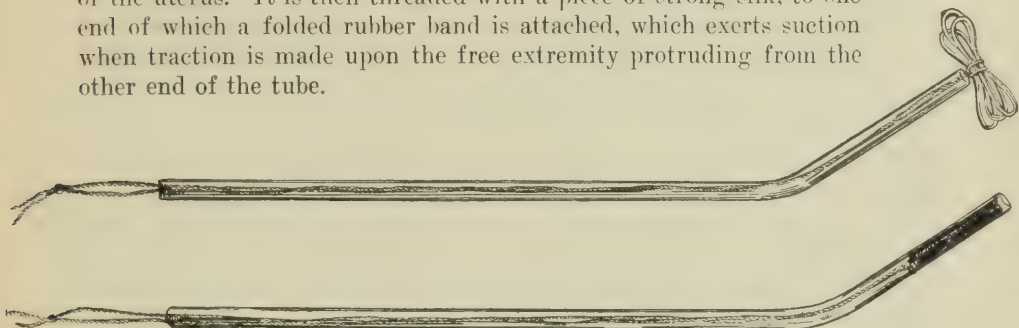 of the uterus. It is then threaded with a piece of strong silk, to one
end of which a folded rubber band is attached, which exerts suction
when traction is made upon the free extremity protruding from the
other end of the tube.